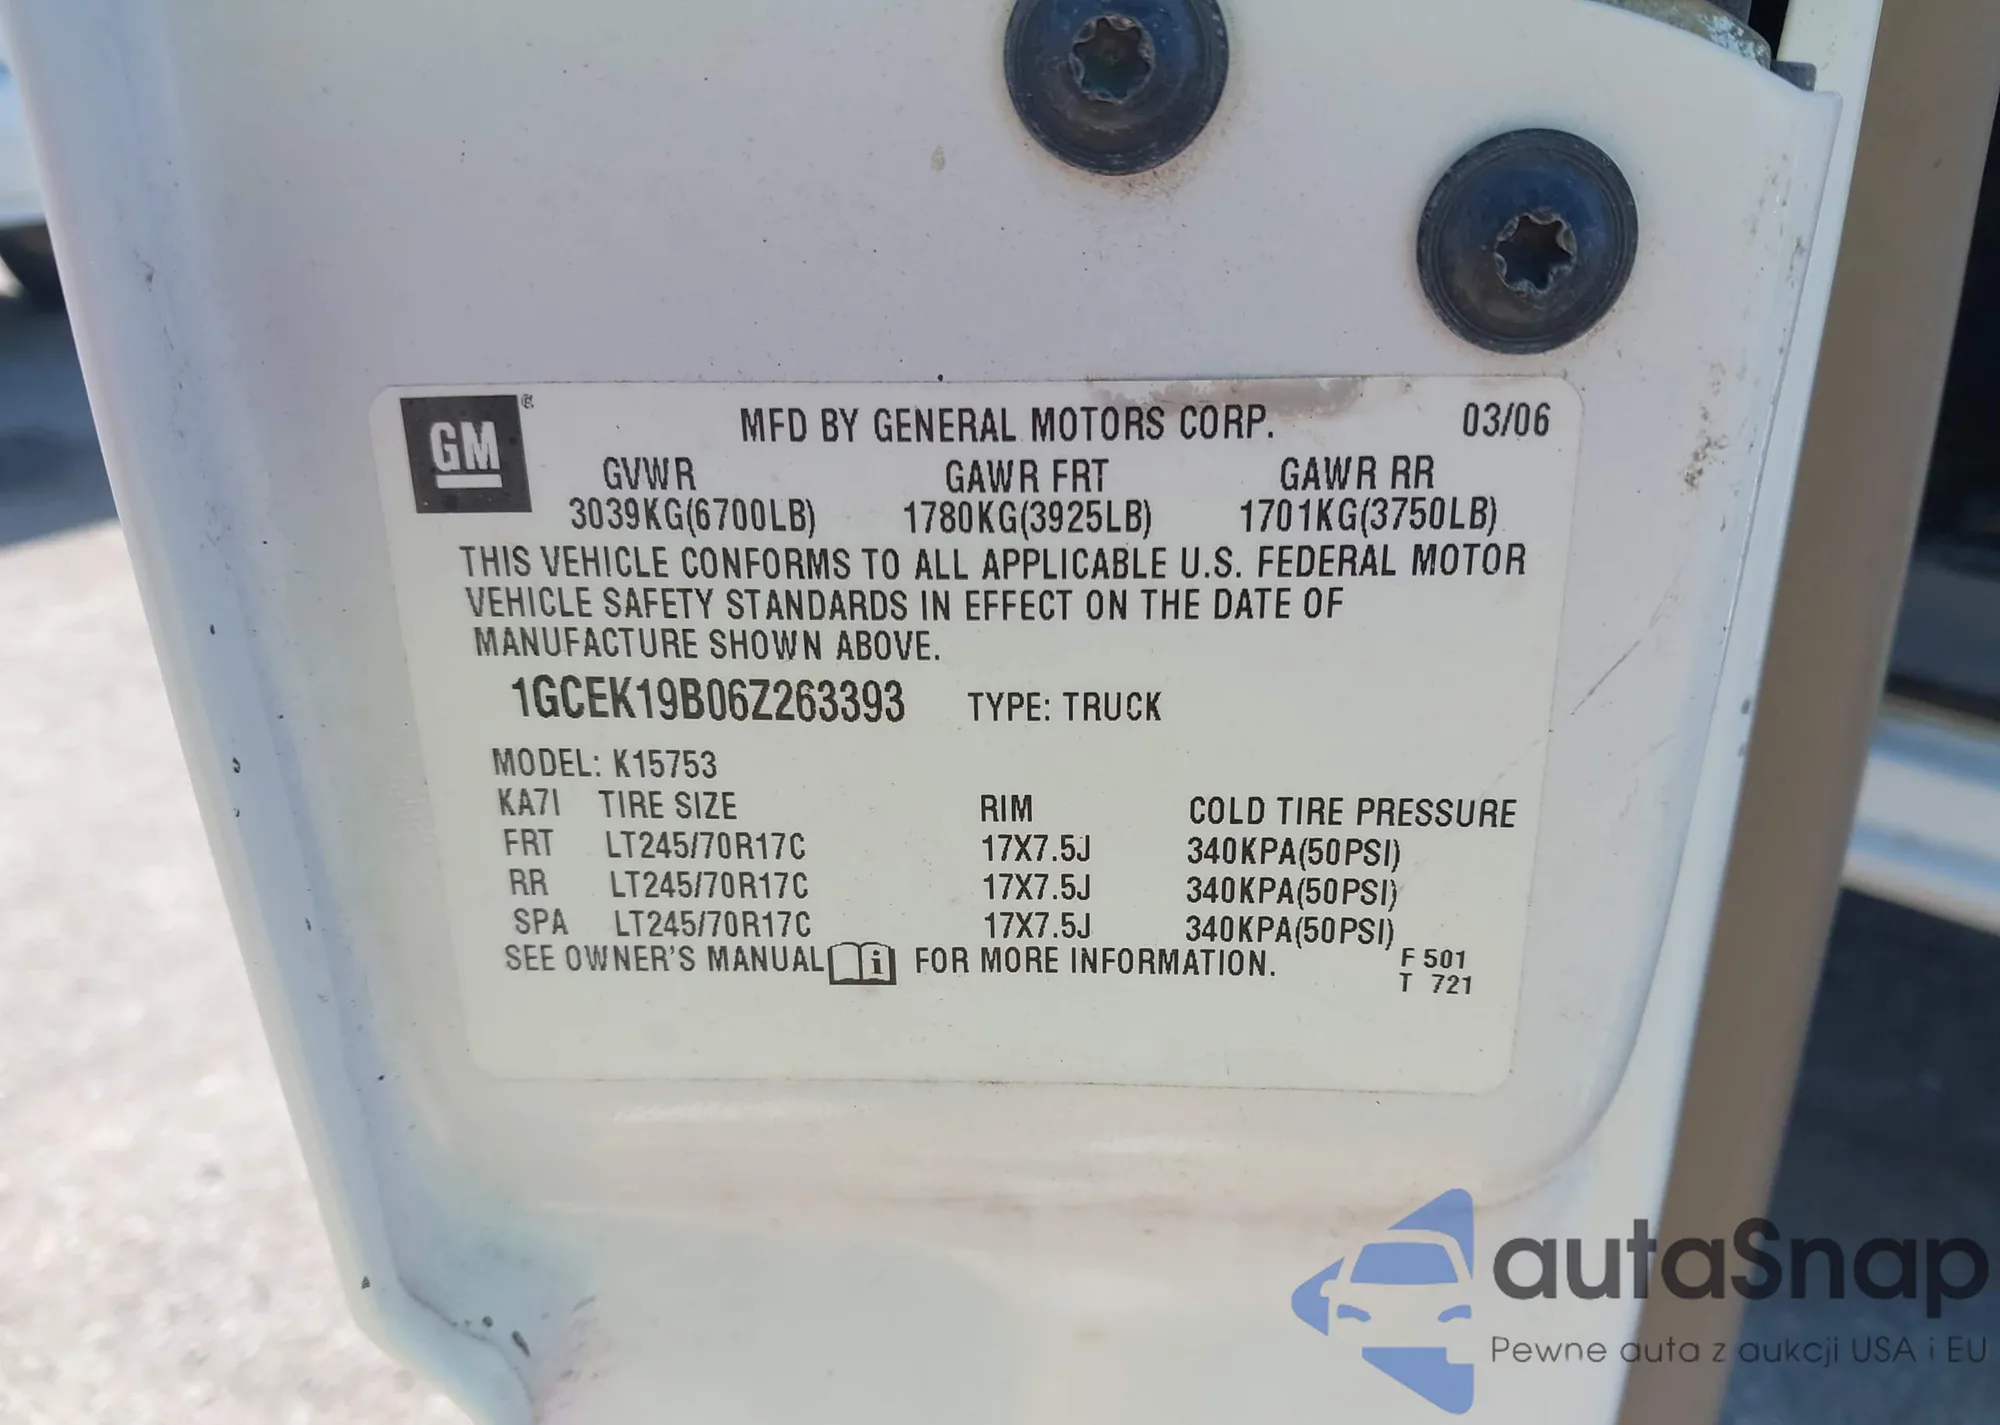 GM
MFD BY GENERAL MOTORS CORP. 03/06
GVWR GAWR FRT GAWR RR
3039KG(6700LB) 1780KG(3925LB) 1701KG(3750LB)
THIS VEHICLE CONFORMS TO ALL APPLICABLE U.S. FEDERAL MOTOR
VEHICLE SAFETY STANDARDS IN EFFECT ON THE DATE OF
MANUFACTURE SHOWN ABOVE.
1GCEK19B06Z263393 TYPE: TRUCK
MODEL: K15753
KA7I TIRE SIZE RIM COLD TIRE PRESSURE
FRT LT245/70R17C 17X7.5J 340KPA(50PSI)
RR LT245/70R17C 17X7.5J 340KPA(50PSI)
SPA LT245/70R17C 17X7.5J 340KPA(50PSI)
SEE OWNER'S MANUAL i FOR MORE INFORMATION. F 501
T 721
autaSnap
Pewne auta z aukcji USA i EU